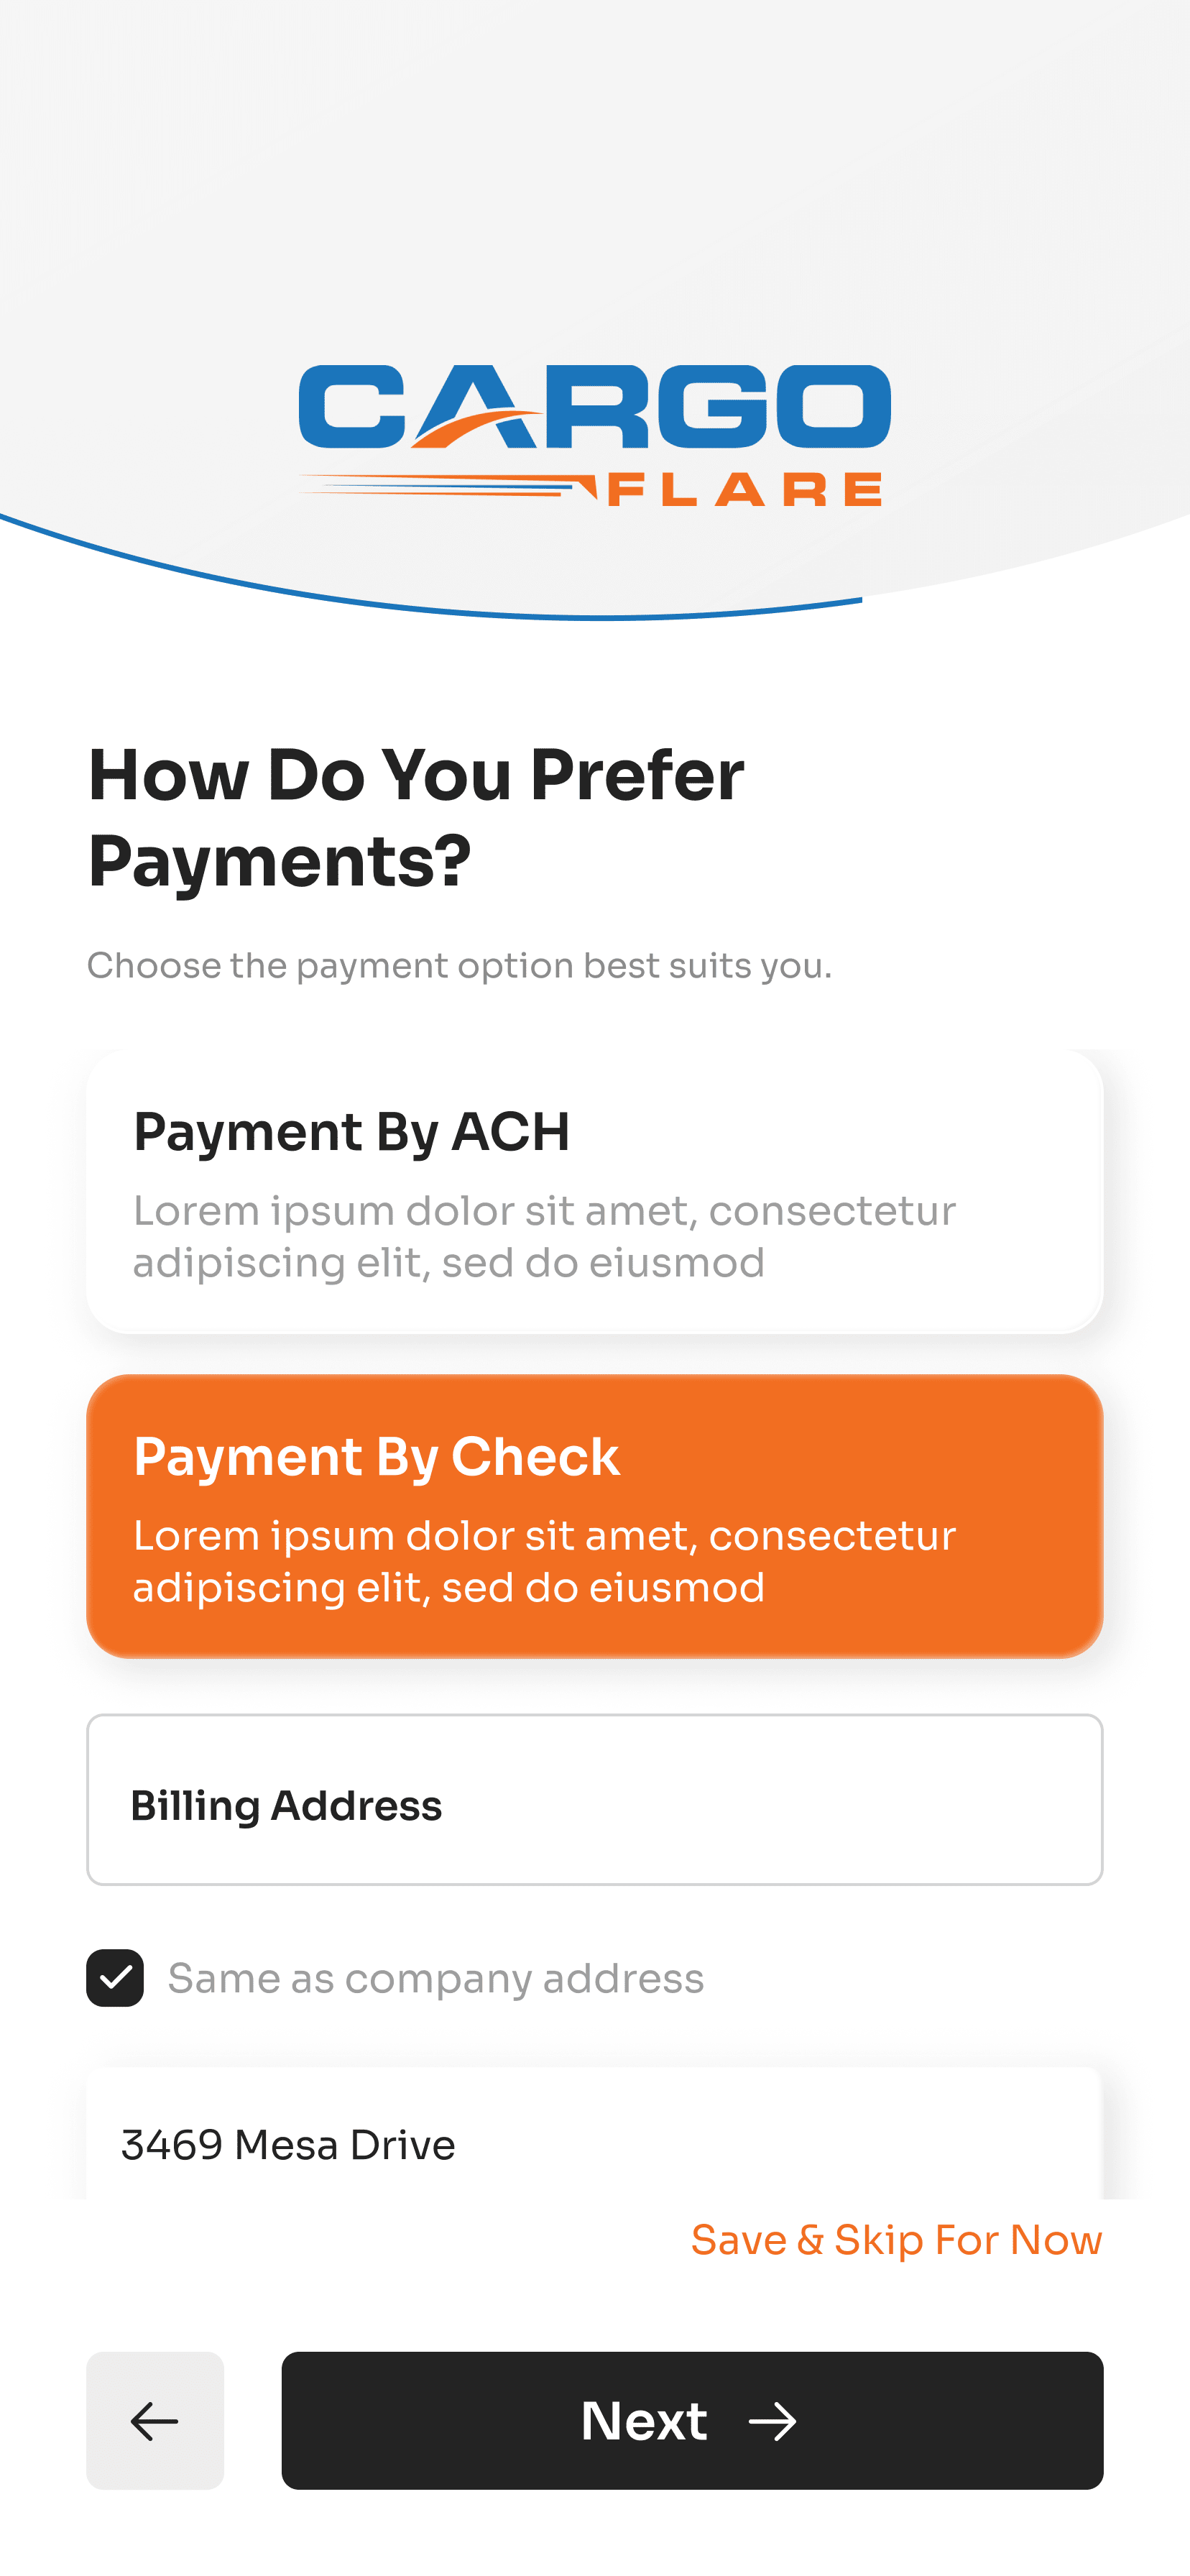 CARGO
FLARE
How Do You Prefer
Payments?
Choose the payment option best suits you.
Payment By ACH
Lorem ipsum dolor sit amet, consectetur
adipiscing elit, sed do eiusmod
Payment By Check
Lorem ipsum dolor sit amet, consectetur
adipiscing elit, sed do eiusmod
Billing Address
Same as company address
3469 Mesa Drive
Save & Skip For Now
Next